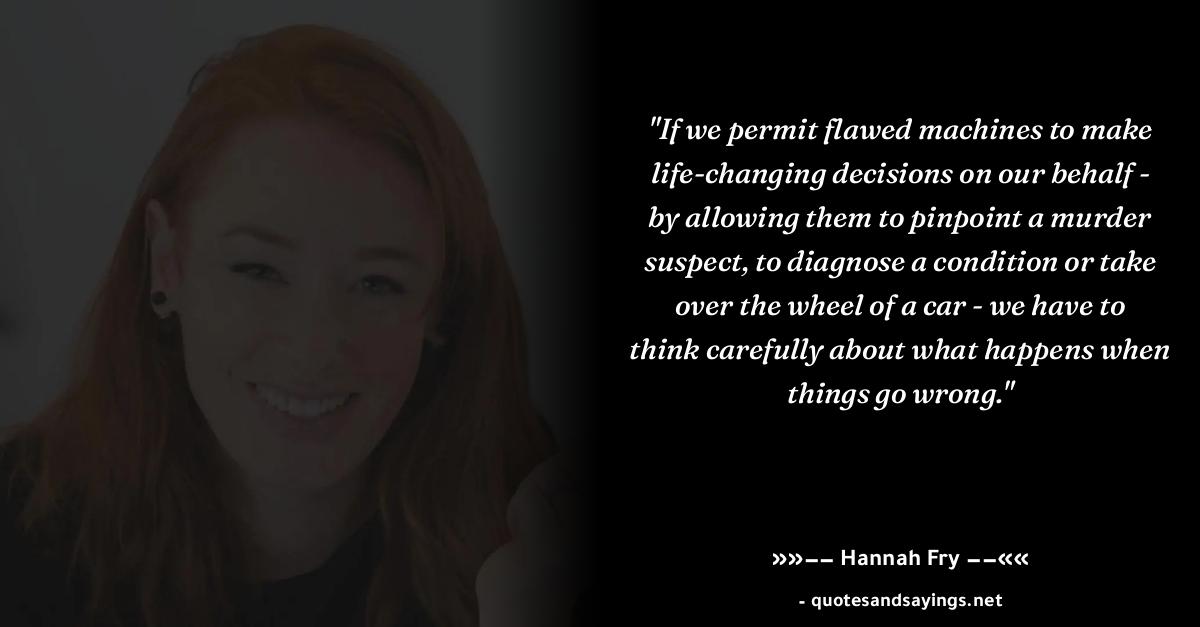 "If we permit flawed machines to make
life-changing decisions on our behalf -
by allowing them to pinpoint a murder
suspect, to diagnose a condition or take
over the wheel of a car - we have to
think carefully about what happens when
things go wrong."
»»–– Hannah Fry ––««
- quotesandsayings.net